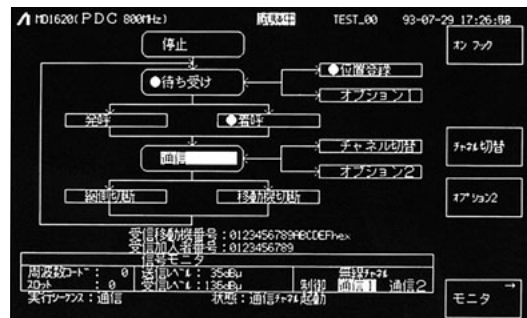 MD1620(PDC 800MHz) 試験中 TEST_00 93-07-29 17:26:58
停止
オン フック
●待ち受け
●位置登録
オプション1
発呼
●着呼
通信
チャネル切替
チャネル切替
オプション2
線側切断
移動機切断
オプション2
受信移動機番号:0123456789ABCDEFhex
受信加入者番号:0123456789
信号モニタ
周波数コード: 0 送信レベル: 35dBμ 無線チャネル
スロット : 0 受信レベル:136dBμ 制御 通信1 通信2
実行シーケンス:通信 状態:通信チャネル起動
モニタ →